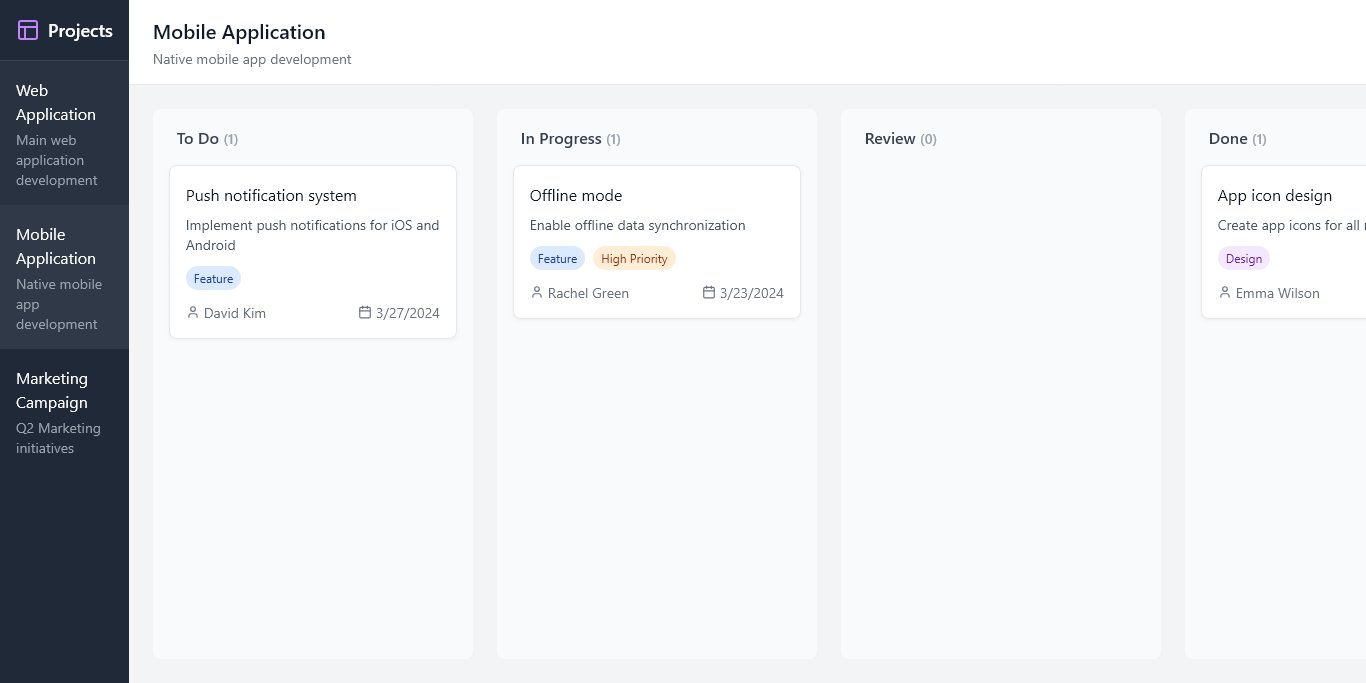 Projects
Web
Application
Main web
application
development
Mobile
Application
Native mobile
app
development
Marketing
Campaign
Q2 Marketing
initiatives
Mobile Application
Native mobile app development
To Do (1)
Push notification system
Implement push notifications for iOS and
Android
Feature
David Kim
3/27/2024
In Progress (1)
Offline mode
Enable offline data synchronization
Feature
High Priority
Rachel Green
3/23/2024
Review (0)
Done (1)
App icon design
Create app icons for all
Design
Emma Wilson